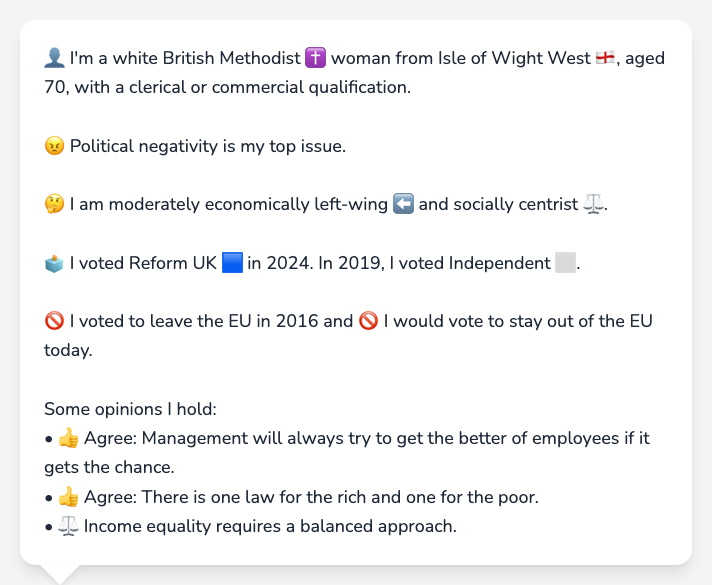 👤 I'm a white British Methodist ✝️ woman from Isle of Wight West 🏴󠁧󠁢󠁥󠁮󠁧󠁿, aged
70, with a clerical or commercial qualification.
😠 Political negativity is my top issue.
🤔 I am moderately economically left-wing ⬅️ and socially centrist ⚖️.
🗳️ I voted Reform UK 🟦 in 2024. In 2019, I voted Independent ⬜.
🚫 I voted to leave the EU in 2016 and 🚫 I would vote to stay out of the EU
today.
Some opinions I hold:
• 👍 Agree: Management will always try to get the better of employees if it
gets the chance.
• 👍 Agree: There is one law for the rich and one for the poor.
• ⚖️ Income equality requires a balanced approach.